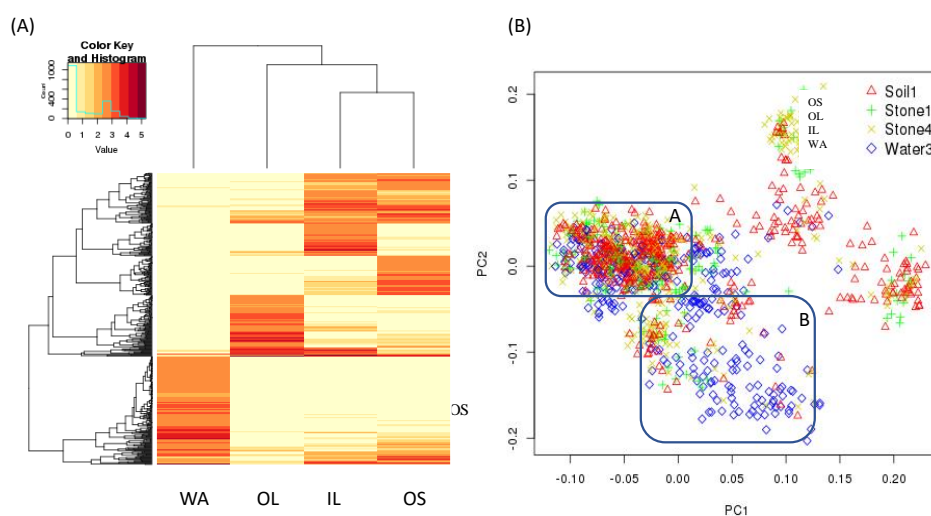 (A)
Color Key
and Histogram
Count
0 400 1000
0 1 2 3 4 5
Value
OS
WA OL IL OS
(B)
PC2
0.2
0.1
0.0
-0.1
-0.2
OS
OL
IL
WA
Soil1
Stone1
Stone4
Water3
A
B
-0.10 -0.05 0.00 0.05 0.10 0.15 0.20
PC1